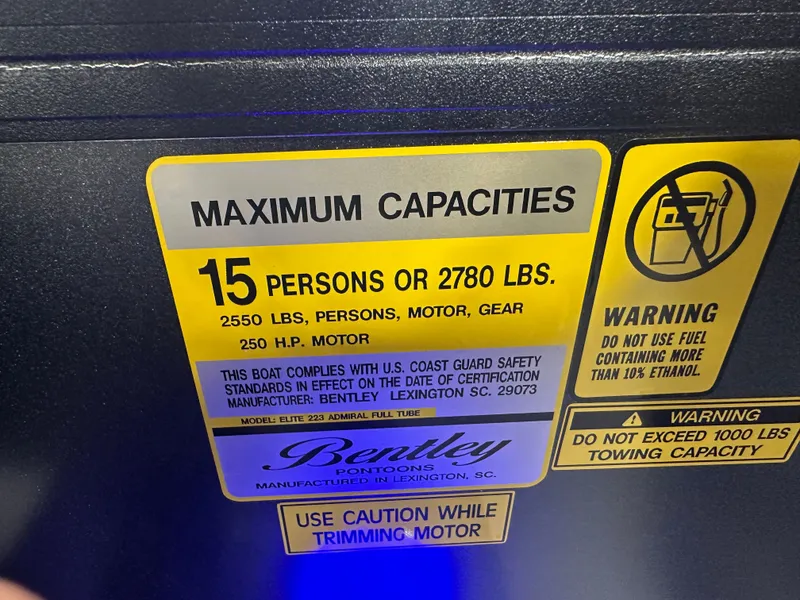 MAXIMUM CAPACITIES
15 PERSONS OR 2780 LBS.
2550 LBS, PERSONS, MOTOR, GEAR
250 H.P. MOTOR
THIS BOAT COMPLIES WITH U.S. COAST GUARD SAFETY
STANDARDS IN EFFECT ON THE DATE OF CERTIFICATION
MANUFACTURER: BENTLEY LEXINGTON SC. 29073
MODEL: ELITE 223 ADMIRAL FULL TUBE
Bentley
PONTOONS
MANUFACTURED IN LEXINGTON, SC.
USE CAUTION WHILE
TRIMMING MOTOR
WARNING
DO NOT USE FUEL
CONTAINING MORE
THAN 10% ETHANOL.
WARNING
DO NOT EXCEED 1000 LBS
TOWING CAPACITY